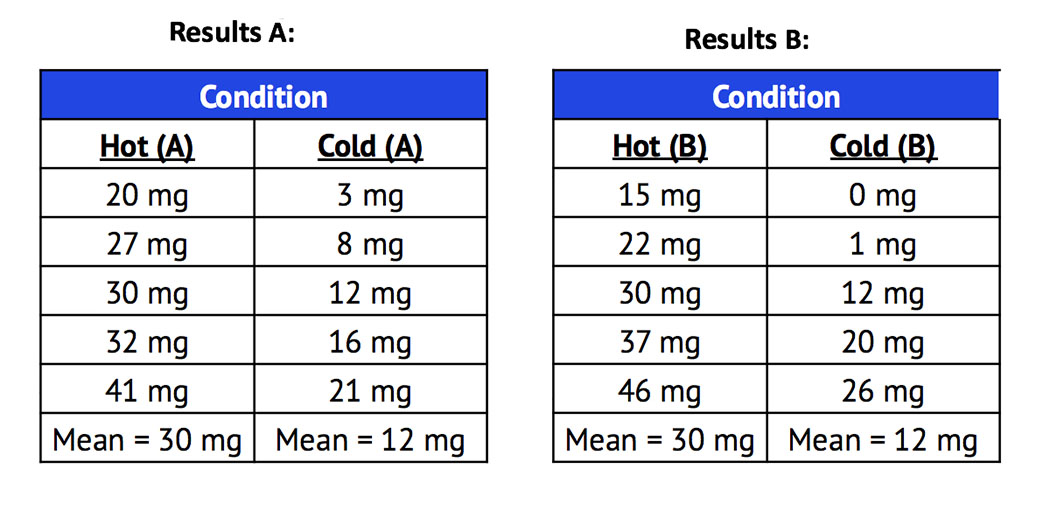 Results A:
Condition
Hot (A) Cold (A)
20 mg 3 mg
27 mg 8 mg
30 mg 12 mg
32 mg 16 mg
41 mg 21 mg
Mean = 30 mg Mean = 12 mg
Results B:
Condition
Hot (B) Cold (B)
15 mg 0 mg
22 mg 1 mg
30 mg 12 mg
37 mg 20 mg
46 mg 26 mg
Mean = 30 mg Mean = 12 mg